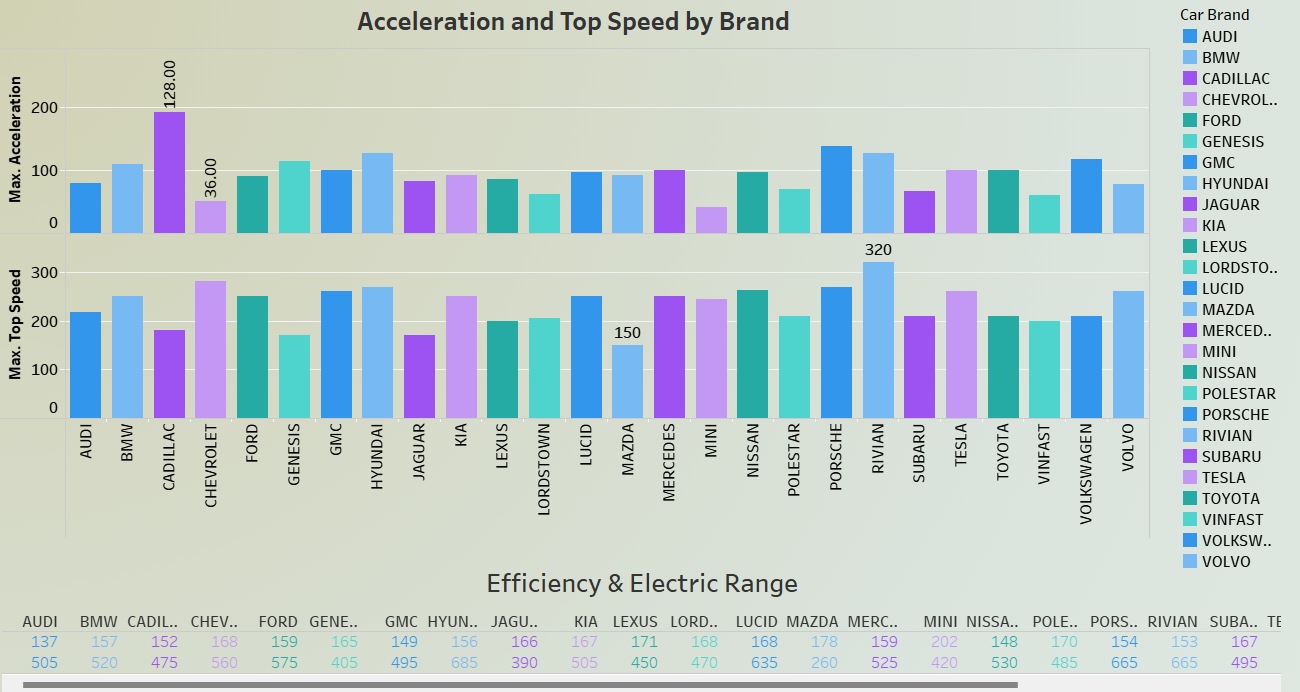 Acceleration and Top Speed by Brand
Car Brand
AUDI
BMW
CADILLAC
CHEVROL..
FORD
GENESIS
GMC
HYUNDAI
JAGUAR
KIA
LEXUS
LORDSTO..
LUCID
MAZDA
MERCED..
MINI
NISSAN
POLESTAR
PORSCHE
RIVIAN
SUBARU
TESLA
TOYOTA
VINFAST
VOLKSW..
VOLVO
Max. Acceleration
200
100
0
128.00
36.00
Max. Top Speed
300
200
100
0
150
320
AUDI
BMW
CADILLAC
CHEVROLET
FORD
GENESIS
GMC
HYUNDAI
JAGUAR
KIA
LEXUS
LORDSTOWN
LUCID
MAZDA
MERCEDES
MINI
NISSAN
POLESTAR
PORSCHE
RIVIAN
SUBARU
TESLA
TOYOTA
VINFAST
VOLKSWAGEN
VOLVO
Efficiency & Electric Range
AUDI BMW CADIL.. CHEV.. FORD GENE.. GMC HYUN.. JAGU.. KIA LEXUS LORD.. LUCID MAZDA MERC.. MINI NISSA.. POLE.. PORS.. RIVIAN SUBA.. TE
137 157 152 168 159 165 149 156 166 167 171 168 168 178 159 202 148 170 154 153 167
505 520 475 560 575 405 495 685 390 505 450 470 635 260 525 420 530 485 665 665 495